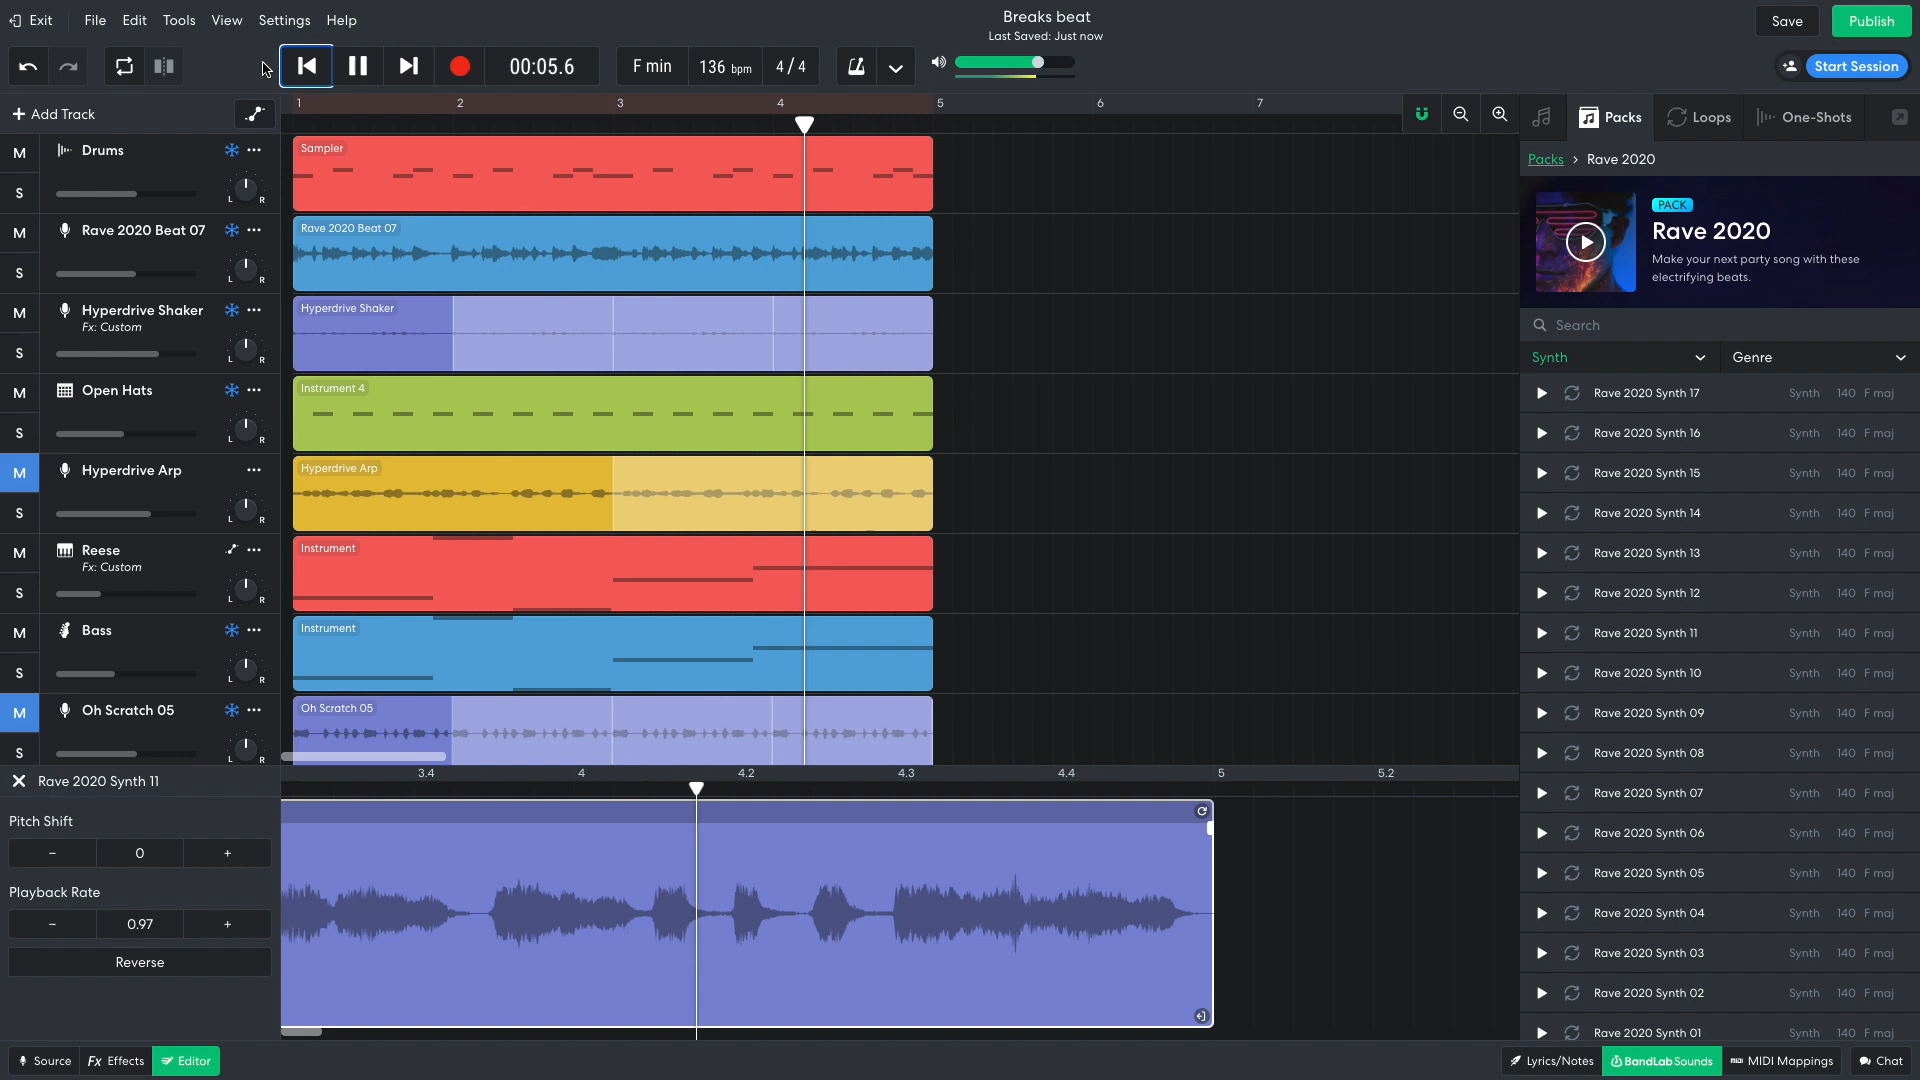 Exit File Edit Tools View Settings Help
Breaks beat
Last Saved: Just now
Save Publish
00:05.6 F min 136 bpm 4 / 4
Start Session
+ Add Track
1 2 3 4 5 6 7
M Drums
S L R
Sampler
M Rave 2020 Beat 07
S L R
Rave 2020 Beat 07
M Hyperdrive Shaker
Fx: Custom
S L R
Hyperdrive Shaker
M Open Hats
S L R
Instrument 4
M Hyperdrive Arp
S L R
Hyperdrive Arp
M Reese
Fx: Custom
S L R
Instrument
M Bass
S L R
Instrument
M Oh Scratch 05
S L R
Oh Scratch 05
Packs Loops One-Shots
Packs › Rave 2020
PACK
Rave 2020
Make your next party song with these
electrifying beats.
Search
Synth Genre
Rave 2020 Synth 17 Synth 140 F maj
Rave 2020 Synth 16 Synth 140 F maj
Rave 2020 Synth 15 Synth 140 F maj
Rave 2020 Synth 14 Synth 140 F maj
Rave 2020 Synth 13 Synth 140 F maj
Rave 2020 Synth 12 Synth 140 F maj
Rave 2020 Synth 11 Synth 140 F maj
Rave 2020 Synth 10 Synth 140 F maj
Rave 2020 Synth 09 Synth 140 F maj
Rave 2020 Synth 08 Synth 140 F maj
Rave 2020 Synth 07 Synth 140 F maj
Rave 2020 Synth 06 Synth 140 F maj
Rave 2020 Synth 05 Synth 140 F maj
Rave 2020 Synth 04 Synth 140 F maj
Rave 2020 Synth 03 Synth 140 F maj
Rave 2020 Synth 02 Synth 140 F maj
Rave 2020 Synth 01 Synth 140 F maj
Rave 2020 Synth 11
3.4 4 4.2 4.3 4.4 5 5.2
Pitch Shift
− 0 +
Playback Rate
− 0.97 +
Reverse
Source Fx Effects Editor
Lyrics/Notes BandLab Sounds MIDI Mappings Chat